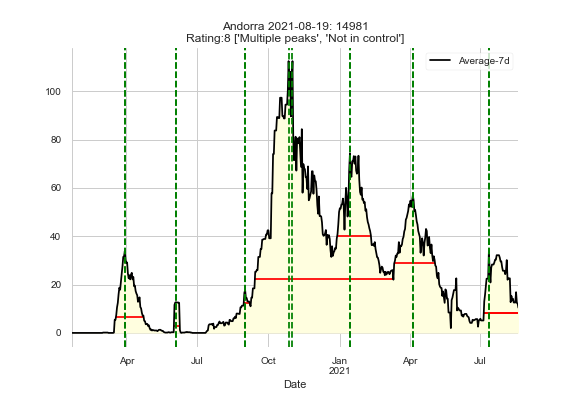 Andorra 2021-08-19: 14981
Rating:8 ['Multiple peaks', 'Not in control']
Average-7d
100
80
60
40
20
0
Apr Jul Oct Jan Apr Jul
2021
Date